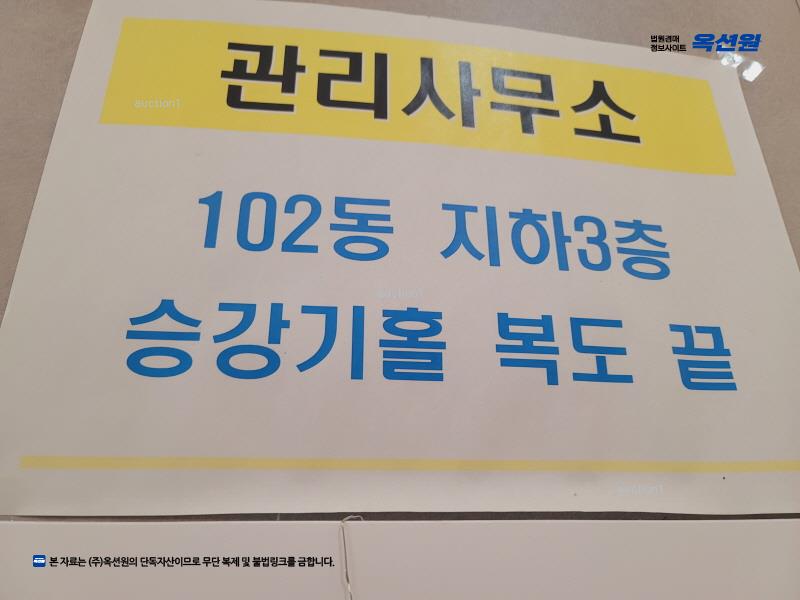 법원경매
정보사이트 옥션원
관리사무소
auction1
102동 지하3층
auction1
승강기홀 복도 끝
auction1
본 자료는 (주)옥션원의 단독자산이므로 무단 복제 및 불법링크를 금합니다.